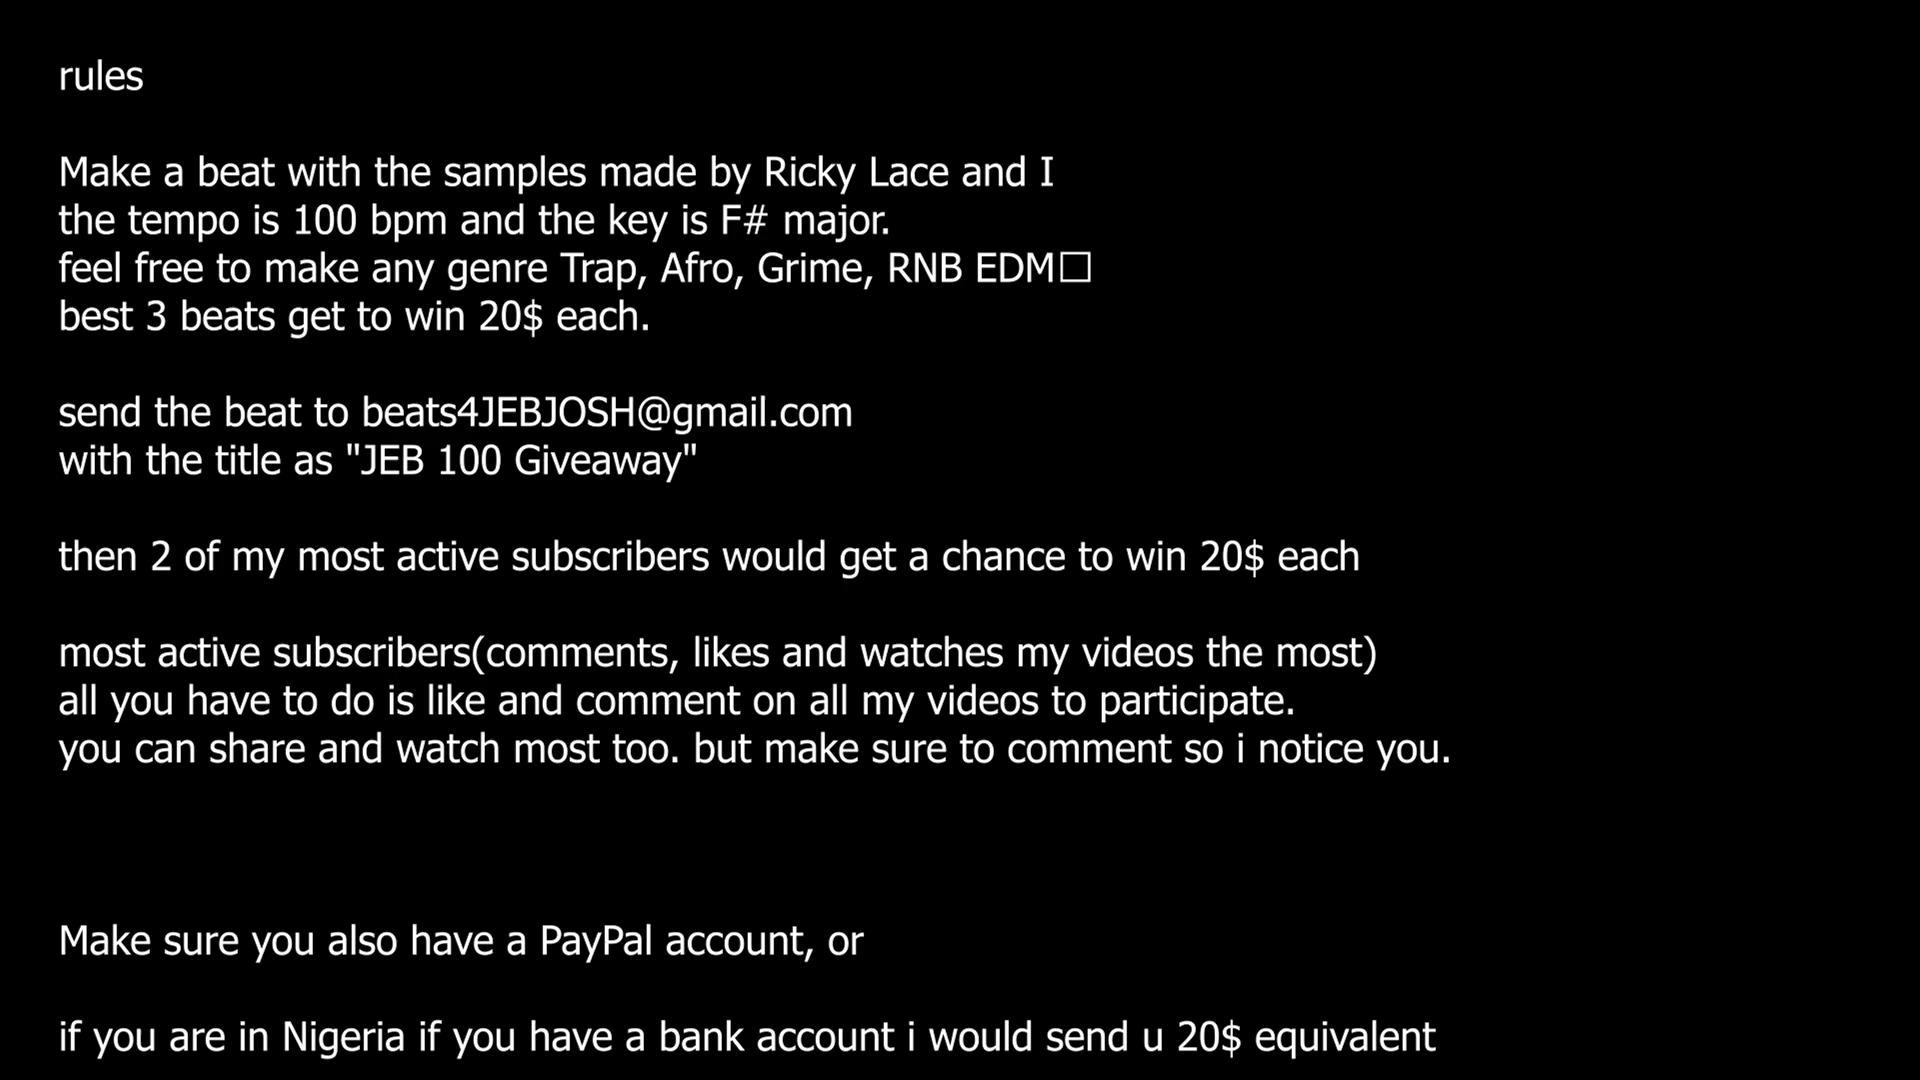 rules
Make a beat with the samples made by Ricky Lace and I
the tempo is 100 bpm and the key is F# major.
feel free to make any genre Trap, Afro, Grime, RNB EDM□
best 3 beats get to win 20$ each.
send the beat to beats4JEBJOSH@gmail.com
with the title as "JEB 100 Giveaway"
then 2 of my most active subscribers would get a chance to win 20$ each
most active subscribers(comments, likes and watches my videos the most)
all you have to do is like and comment on all my videos to participate.
you can share and watch most too. but make sure to comment so i notice you.
Make sure you also have a PayPal account, or
if you are in Nigeria if you have a bank account i would send u 20$ equivalent